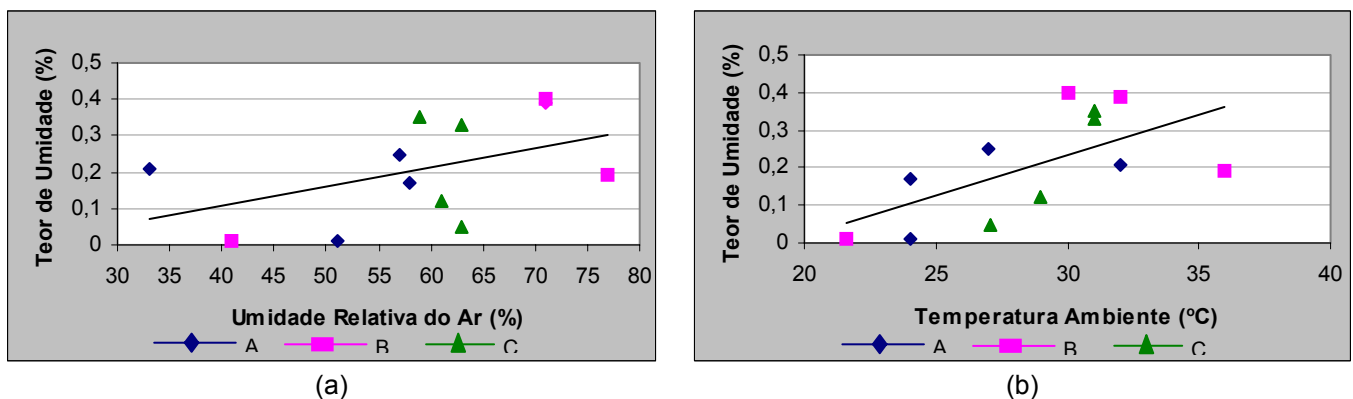 Teor de Umidade (%)
0,5
0,4
0,3
0,2
0,1
0
30 35 40 45 50 55 60 65 70 75 80
Umidade Relativa do Ar (%)
A B C
(a)
Teor de Umidade (%)
0,5
0,4
0,3
0,2
0,1
0
20 25 30 35 40
Temperatura Ambiente (ºC)
A B C
(b)